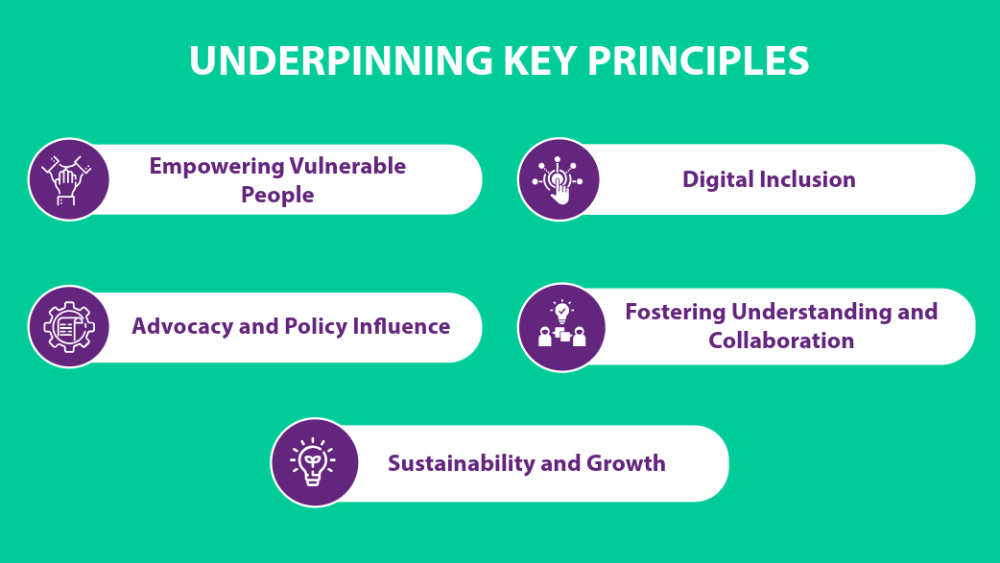 UNDERPINNING KEY PRINCIPLES
Empowering Vulnerable
People
Digital Inclusion
Advocacy and Policy Influence
Fostering Understanding and
Collaboration
Sustainability and Growth